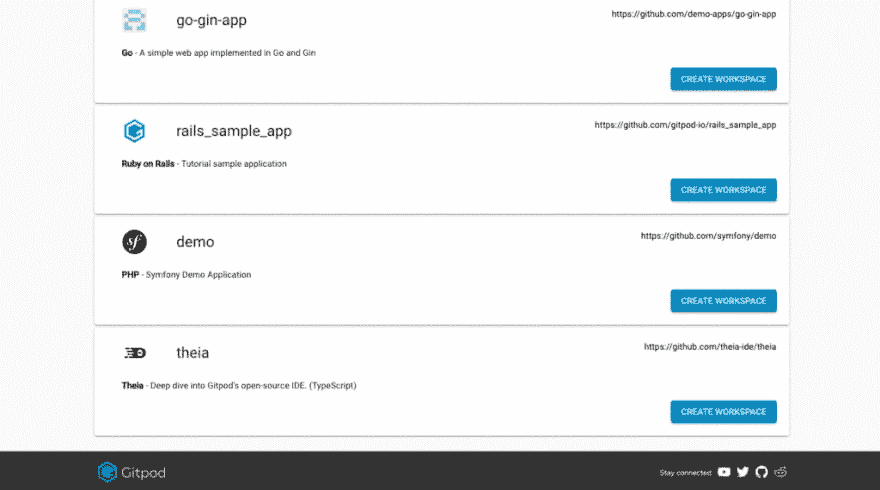 go-gin-app
https://github.com/demo-apps/go-gin-app
Go - A simple web app implemented in Go and Gin
CREATE WORKSPACE
rails_sample_app
https://github.com/gitpod-io/rails_sample_app
Ruby on Rails - Tutorial sample application
CREATE WORKSPACE
sf
demo
https://github.com/symfony/demo
PHP - Symfony Demo Application
CREATE WORKSPACE
theia
https://github.com/theia-ide/theia
Theia - Deep dive into Gitpod's open-source IDE. (TypeScript)
CREATE WORKSPACE
Gitpod
Stay connected